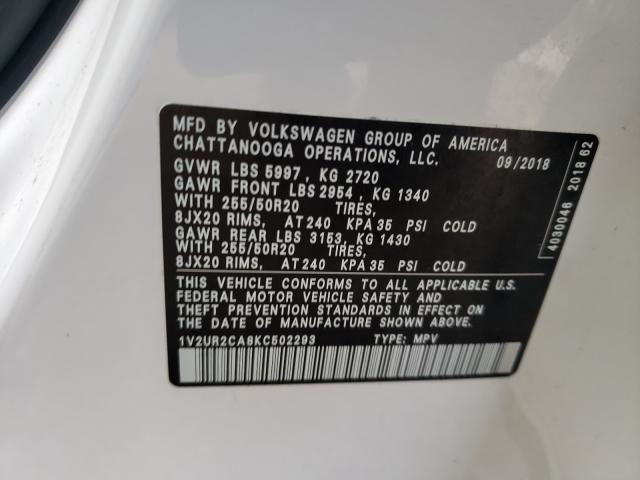 MFD BY VOLKSWAGEN GROUP OF AMERICA
CHATTANOOGA OPERATIONS, LLC. 09/2018
GVWR LBS 5997 , KG 2720
GAWR FRONT LBS 2954 , KG 1340
WITH 255/50R20 TIRES,
8JX20 RIMS, AT 240 KPA 35 PSI COLD
GAWR REAR LBS 3153, KG 1430
WITH 255/50R20 TIRES,
8JX20 RIMS, AT 240 KPA 35 PSI COLD
THIS VEHICLE CONFORMS TO ALL APPLICABLE U.S.
FEDERAL MOTOR VEHICLE SAFETY AND
THEFT PREVENTION STANDARDS IN EFFECT ON
THE DATE OF MANUFACTURE SHOWN ABOVE.
1V2UR2CA8KC502293 TYPE: MPV
4030046 2018 62